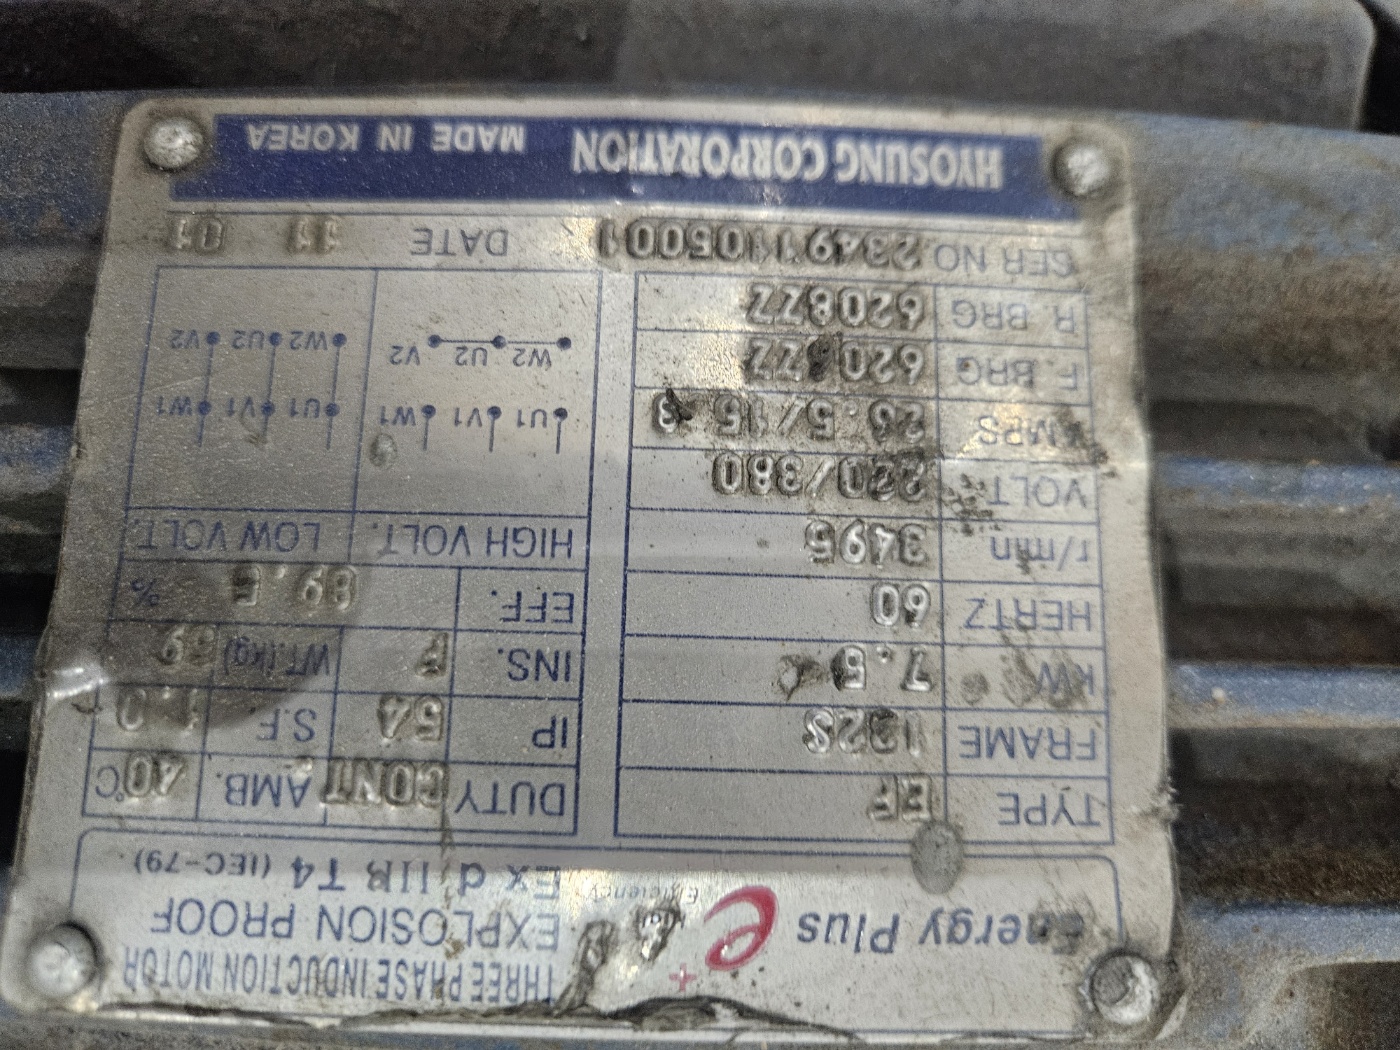 THREE PHASE INDUCTION MOTOR
Energy Plus e+ EXPLOSION PROOF
Efficiency Ex d IIB T4 (IEC-79).
TYPE EF DUTY CONT AMB. 40°C
FRAME 132S IP 54 S.F. 1.0
KW 7.5 INS. F WT.(kg)
HERTZ 60 EFF. 89.5 %
r/min 3495 HIGH VOLT. LOW VOLT.
VOLT 220/380
AMPS 26.5/15.3 U1 V1 W1 U1 V1 W1
F. BRG 6208ZZ W2 U2 V2 W2 U2 V2
R. BRG 6208ZZ
SER NO 23491105001 DATE 11 01
HYOSUNG CORPORATION MADE IN KOREA